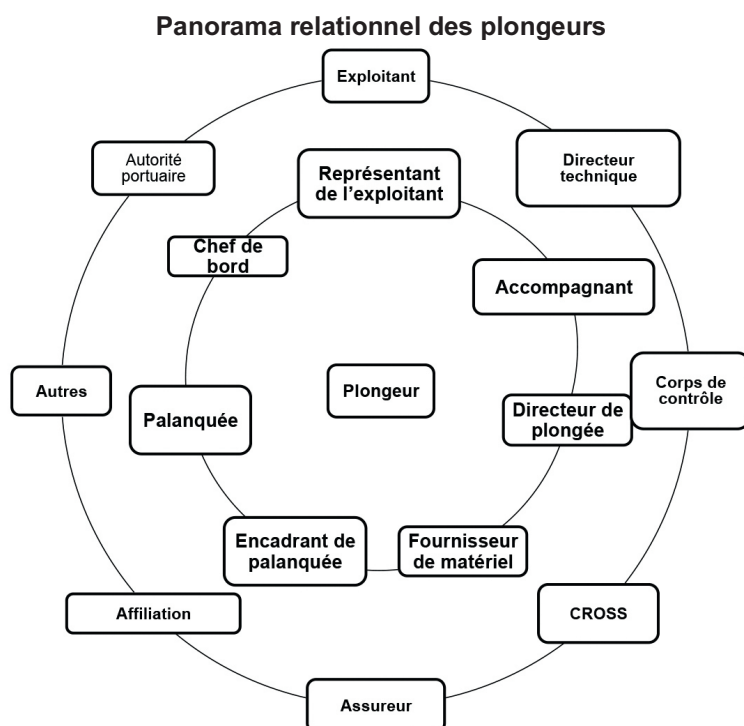 Panorama relationnel des plongeurs
Exploitant
Autorité
portuaire
Directeur
technique
Représentant
de l'exploitant
Chef de
bord
Accompagnant
Autres
Palanquée
Plongeur
Directeur de
plongée
Corps de
contrôle
Encadrant de
palanquée
Fournisseur
de matériel
Affiliation
CROSS
Assureur